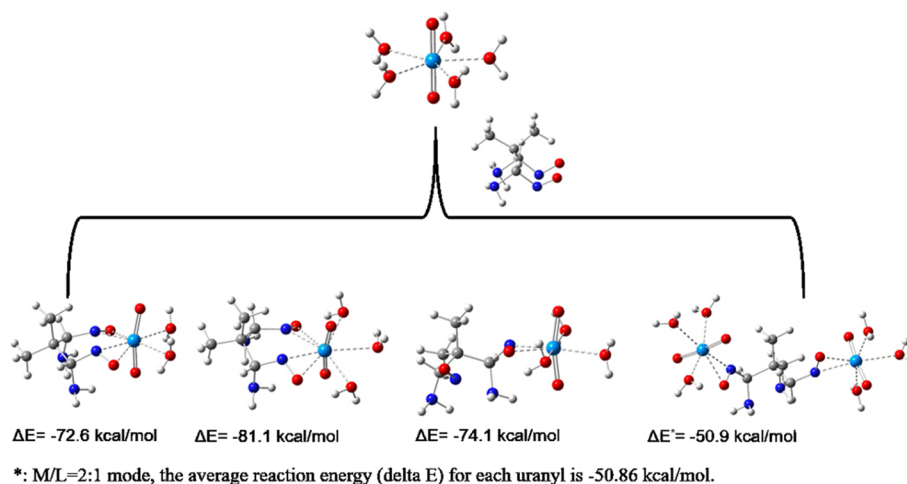 ΔE= -72.6 kcal/mol ΔE= -81.1 kcal/mol ΔE= -74.1 kcal/mol ΔE*= -50.9 kcal/mol
*: M/L=2:1 mode, the average reaction energy (delta E) for each uranyl is -50.86 kcal/mol.